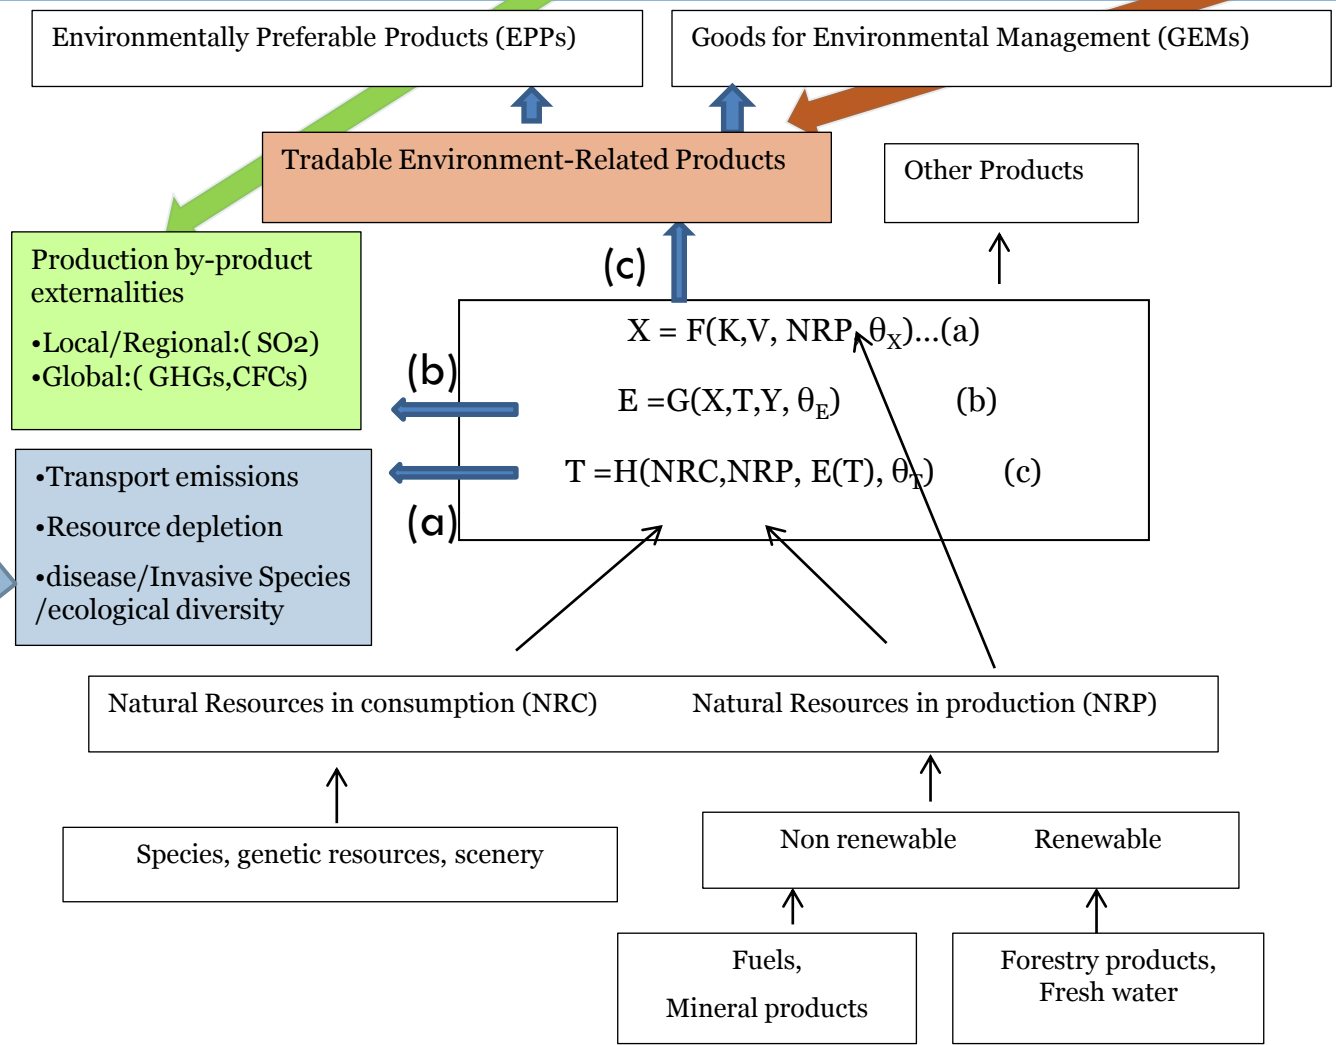 Environmentally Preferable Products (EPPs)
Goods for Environmental Management (GEMs)
Tradable Environment-Related Products
Other Products
Production by-product
externalities
•Local/Regional:( SO2)
•Global:( GHGs,CFCs)
(c)
X = F(K,V, NRP, θX)...(a)
(b)
E =G(X,T,Y, θE) (b)
T =H(NRC,NRP, E(T), θT) (c)
(a)
•Transport emissions
•Resource depletion
•disease/Invasive Species
/ecological diversity
Natural Resources in consumption (NRC) Natural Resources in production (NRP)
Species, genetic resources, scenery
Non renewable Renewable
Fuels,
Mineral products
Forestry products,
Fresh water